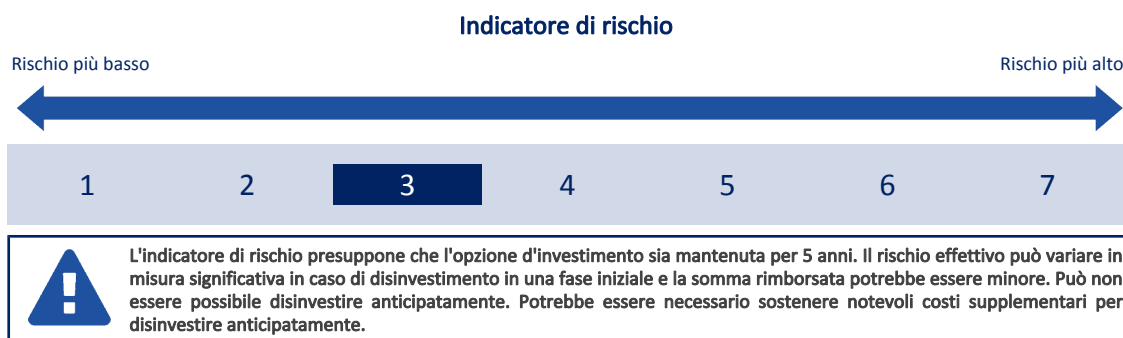 Indicatore di rischio
Rischio più basso
Rischio più alto
1 2 3 4 5 6 7
L'indicatore di rischio presuppone che l'opzione d'investimento sia mantenuta per 5 anni. Il rischio effettivo può variare in
misura significativa in caso di disinvestimento in una fase iniziale e la somma rimborsata potrebbe essere minore. Può non
essere possibile disinvestire anticipatamente. Potrebbe essere necessario sostenere notevoli costi supplementari per
disinvestire anticipatamente.